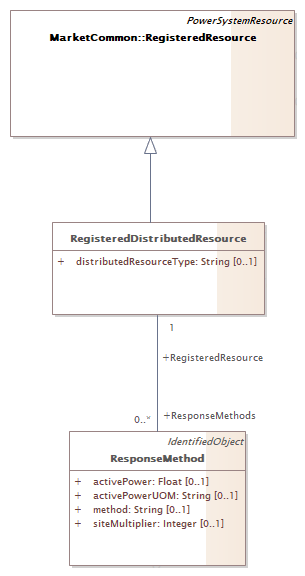 PowerSystemResource
MarketCommon::RegisteredResource
RegisteredDistributedResource
+ distributedResourceType: String [0..1]
1
+RegisteredResource
0..* +ResponseMethods
IdentifiedObject
ResponseMethod
+ activePower: Float [0..1]
+ activePowerUOM: String [0..1]
+ method: String [0..1]
+ siteMultiplier: Integer [0..1]